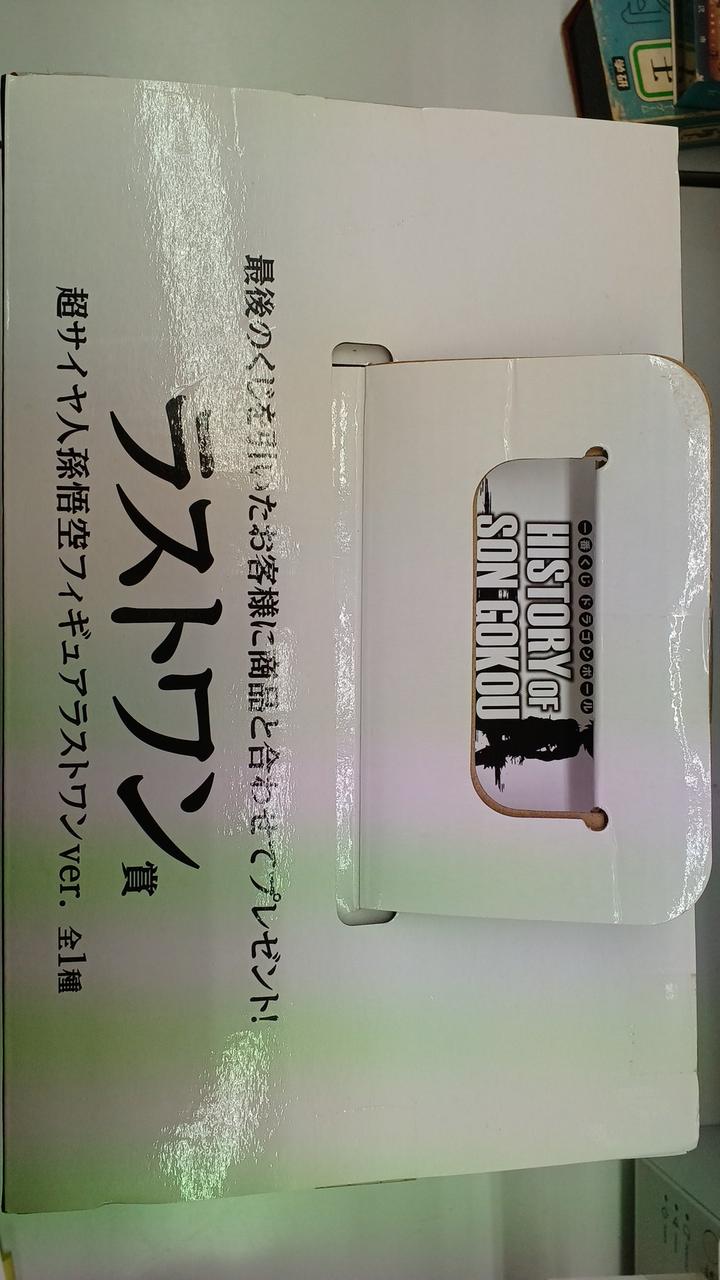 一番くじ ドラゴンボール
HISTORY OF
SON GOKOU
最後のくじを引いたお客様に商品と合わせてプレゼント!
ラストワン賞
超サイヤ人孫悟空フィギュアラストワンver. 全1種
学研
王